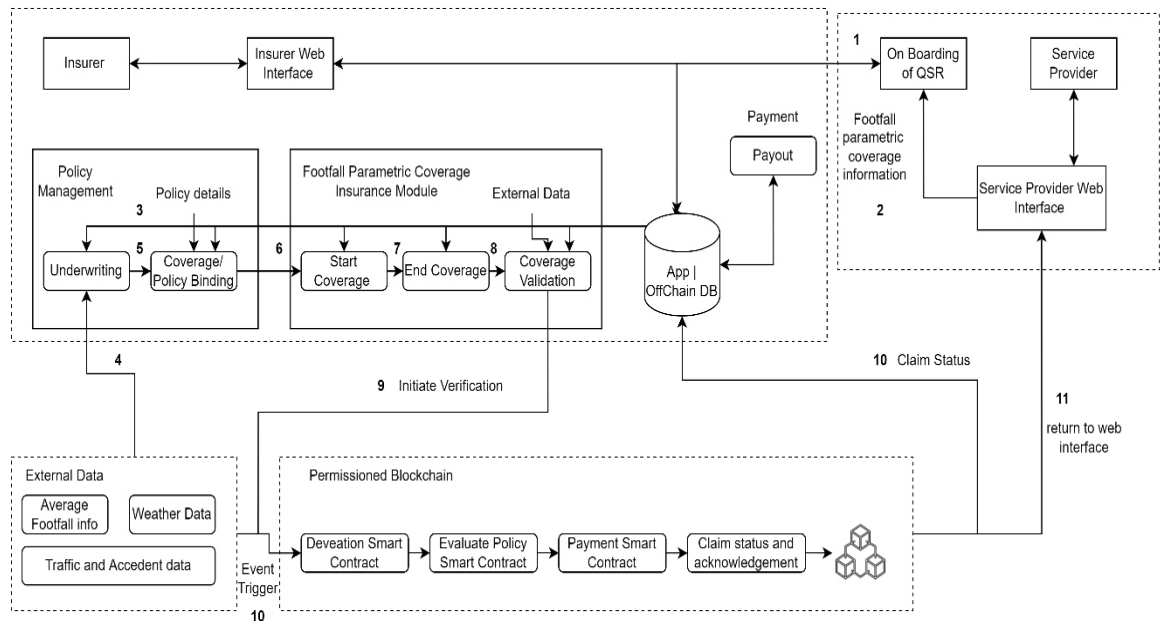 1
Insurer
Insurer Web
Interface
On Boarding
of QSR
Service
Provider
Footfall
parametric
coverage
information
2
Service Provider Web
Interface
Payment
Payout
Policy
Management
Policy details
Footfall Parametric Coverage
Insurance Module
External Data
3
5
6
7
8
Underwriting
Coverage/
Policy Binding
Start
Coverage
End Coverage
Coverage
Validation
App |
OffChain DB
4
9 Initiate Verification
10 Claim Status
11
return to web
interface
External Data
Average
Footfall info
Weather Data
Traffic and Accedent data
Event
Trigger
10
Permissioned Blockchain
Deveation Smart
Contract
Evaluate Policy
Smart Contract
Payment Smart
Contract
Claim status and
acknowledgement